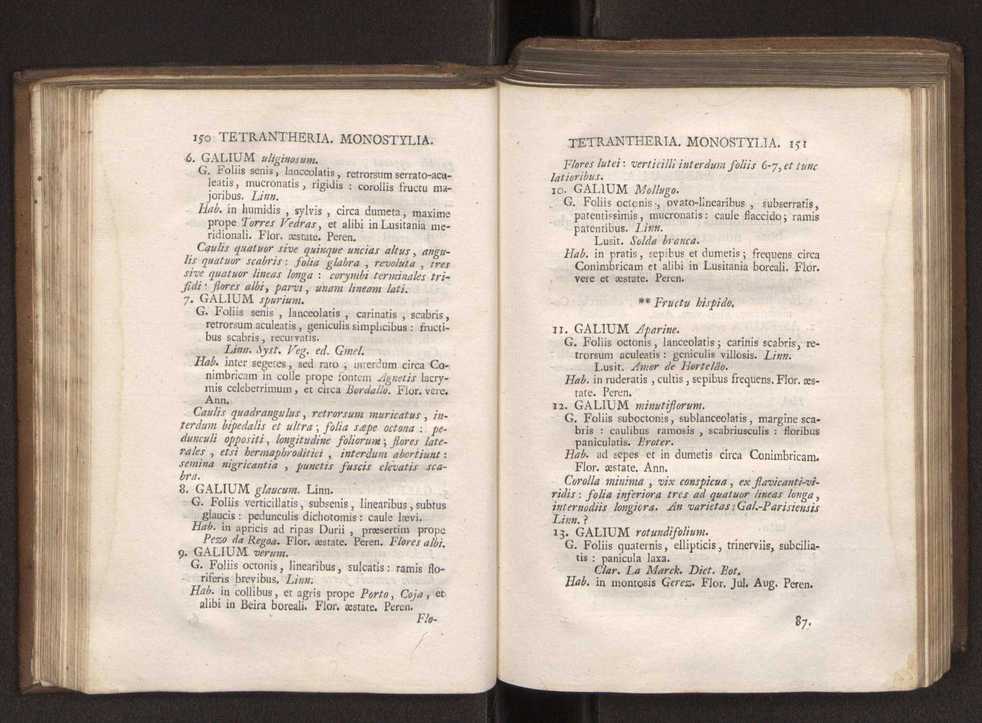 150 TETRANTHERIA. MONOSTYLIA.
6. GALIUM uliginosum.
G. Foliis senis, lanceolatis, retrorsum serrato-acu-
leatis, mucronatis, rigidis : corollis fructu ma-
joribus. Linn.
Hab. in humidis, sylvis, circa dumeta, maxime
prope Torres Vedras, et alibi in Lusitania me-
ridionali. Flor. æstate. Peren.
Caulis quatuor sive quinque uncias altus, angu-
lis quatuor scabris : folia glabra, revoluta, tres
sive quatuor lineas longa : corymbi terminales tri-
fidi : flores albi, parvi, unam lineam lati.
7. GALIUM spurium.
G. Foliis senis, lanceolatis, carinatis, scabris,
retrorsum aculeatis, geniculis simplicibus : fructi-
bus scabris, recurvatis.
Linn. Syst. Veg. ed. Gmel.
Hab. inter segetes, sed raro ; interdum circa Co-
nimbricam in colle prope fontem Agnetis lacry-
mis celeberrimum, et circa Bordallo. Flor. vere.
Ann.
Caulis quadrangulus, retrorsum muricatus, in-
terdum bipedalis et ultra ; folia sæpe octona : pe-
dunculi oppositi, longitudine foliorum ; flores late-
rales, etsi hermaphroditici, interdum abortiunt :
semina nigricantia, punctis fuscis elevatis sca-
bra.
8. GALIUM glaucum. Linn.
G. Foliis verticillatis, subsenis, linearibus, subtus
glaucis : pedunculis dichotomis : caule lævi.
Hab. in apricis ad ripas Durii, præsertim prope
Pezo da Regoa. Flor. æstate. Peren. Flores albi.
9. GALIUM verum.
G. Foliis octonis, linearibus, sulcatis : ramis flo-
riferis brevibus. Linn.
Hab. in collibus, et agris prope Porto, Coja, et
alibi in Beira boreali. Flor. æstate. Peren.
Flo-
TETRANTHERIA. MONOSTYLIA. 151
Flores lutei : verticilli interdum foliis 6-7, et tunc
latioribus.
10. GALIUM Mollugo.
G. Foliis octonis, ovato-linearibus, subserratis,
patentissimis, mucronatis : caule flaccido ; ramis
patentibus. Linn.
Lusit. Solda branca.
Hab. in pratis, sepibus et dumetis ; frequens circa
Conimbricam et alibi in Lusitania boreali. Flor.
vere et æstate. Peren.
** Fructu hispido.
11. GALIUM Aparine.
G. Foliis octonis, lanceolatis ; carinis scabris, re-
trorsum aculeatis : geniculis villosis. Linn.
Lusit. Amor de Hortelão.
Hab. in ruderatis, cultis, sepibus frequens. Flor. æs-
tate. Peren.
12. GALIUM minutiflorum.
G. Foliis suboctonis, sublanceolatis, margine sca-
bris : caulibus ramosis, scabriusculis : floribus
paniculatis. Broter.
Hab. ad sepes et in dumetis circa Conimbricam.
Flor. æstate. Ann.
Corolla minima, vix conspicua, ex flavicanti-vi-
ridis : folia inferiora tres ad quatuor lineas longa,
internodiis longiora. An varietas Gal.-Parisiensis
Linn. ?
13. GALIUM rotundifolium.
G. Foliis quaternis, ellipticis, trinerviis, subcilia-
tis : panicula laxa.
Clar. La Marck. Dict. Bot.
Hab. in montosis Gerez. Flor. Jul. Aug. Peren.
87.